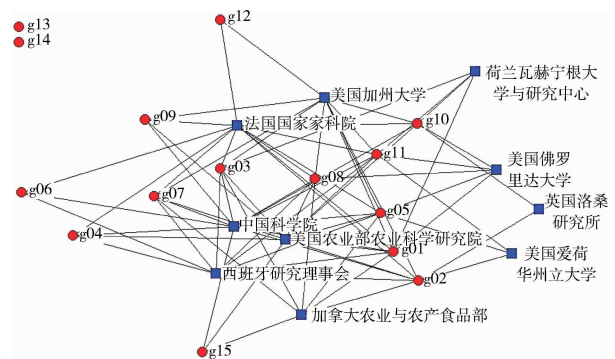 g13
g14
g12
荷兰瓦赫宁根大
学与研究中心
美国加州大学
g09
法国国家家科院
g10
g11
g03
g08
美国佛罗
里达大学
g06
g07
英国洛桑
研究所
g05
中国科学院
g04
美国农业部农业科学研究院
g01
美国爱荷
华州立大学
西班牙研究理事会
g02
加拿大农业与农产食品部
g15